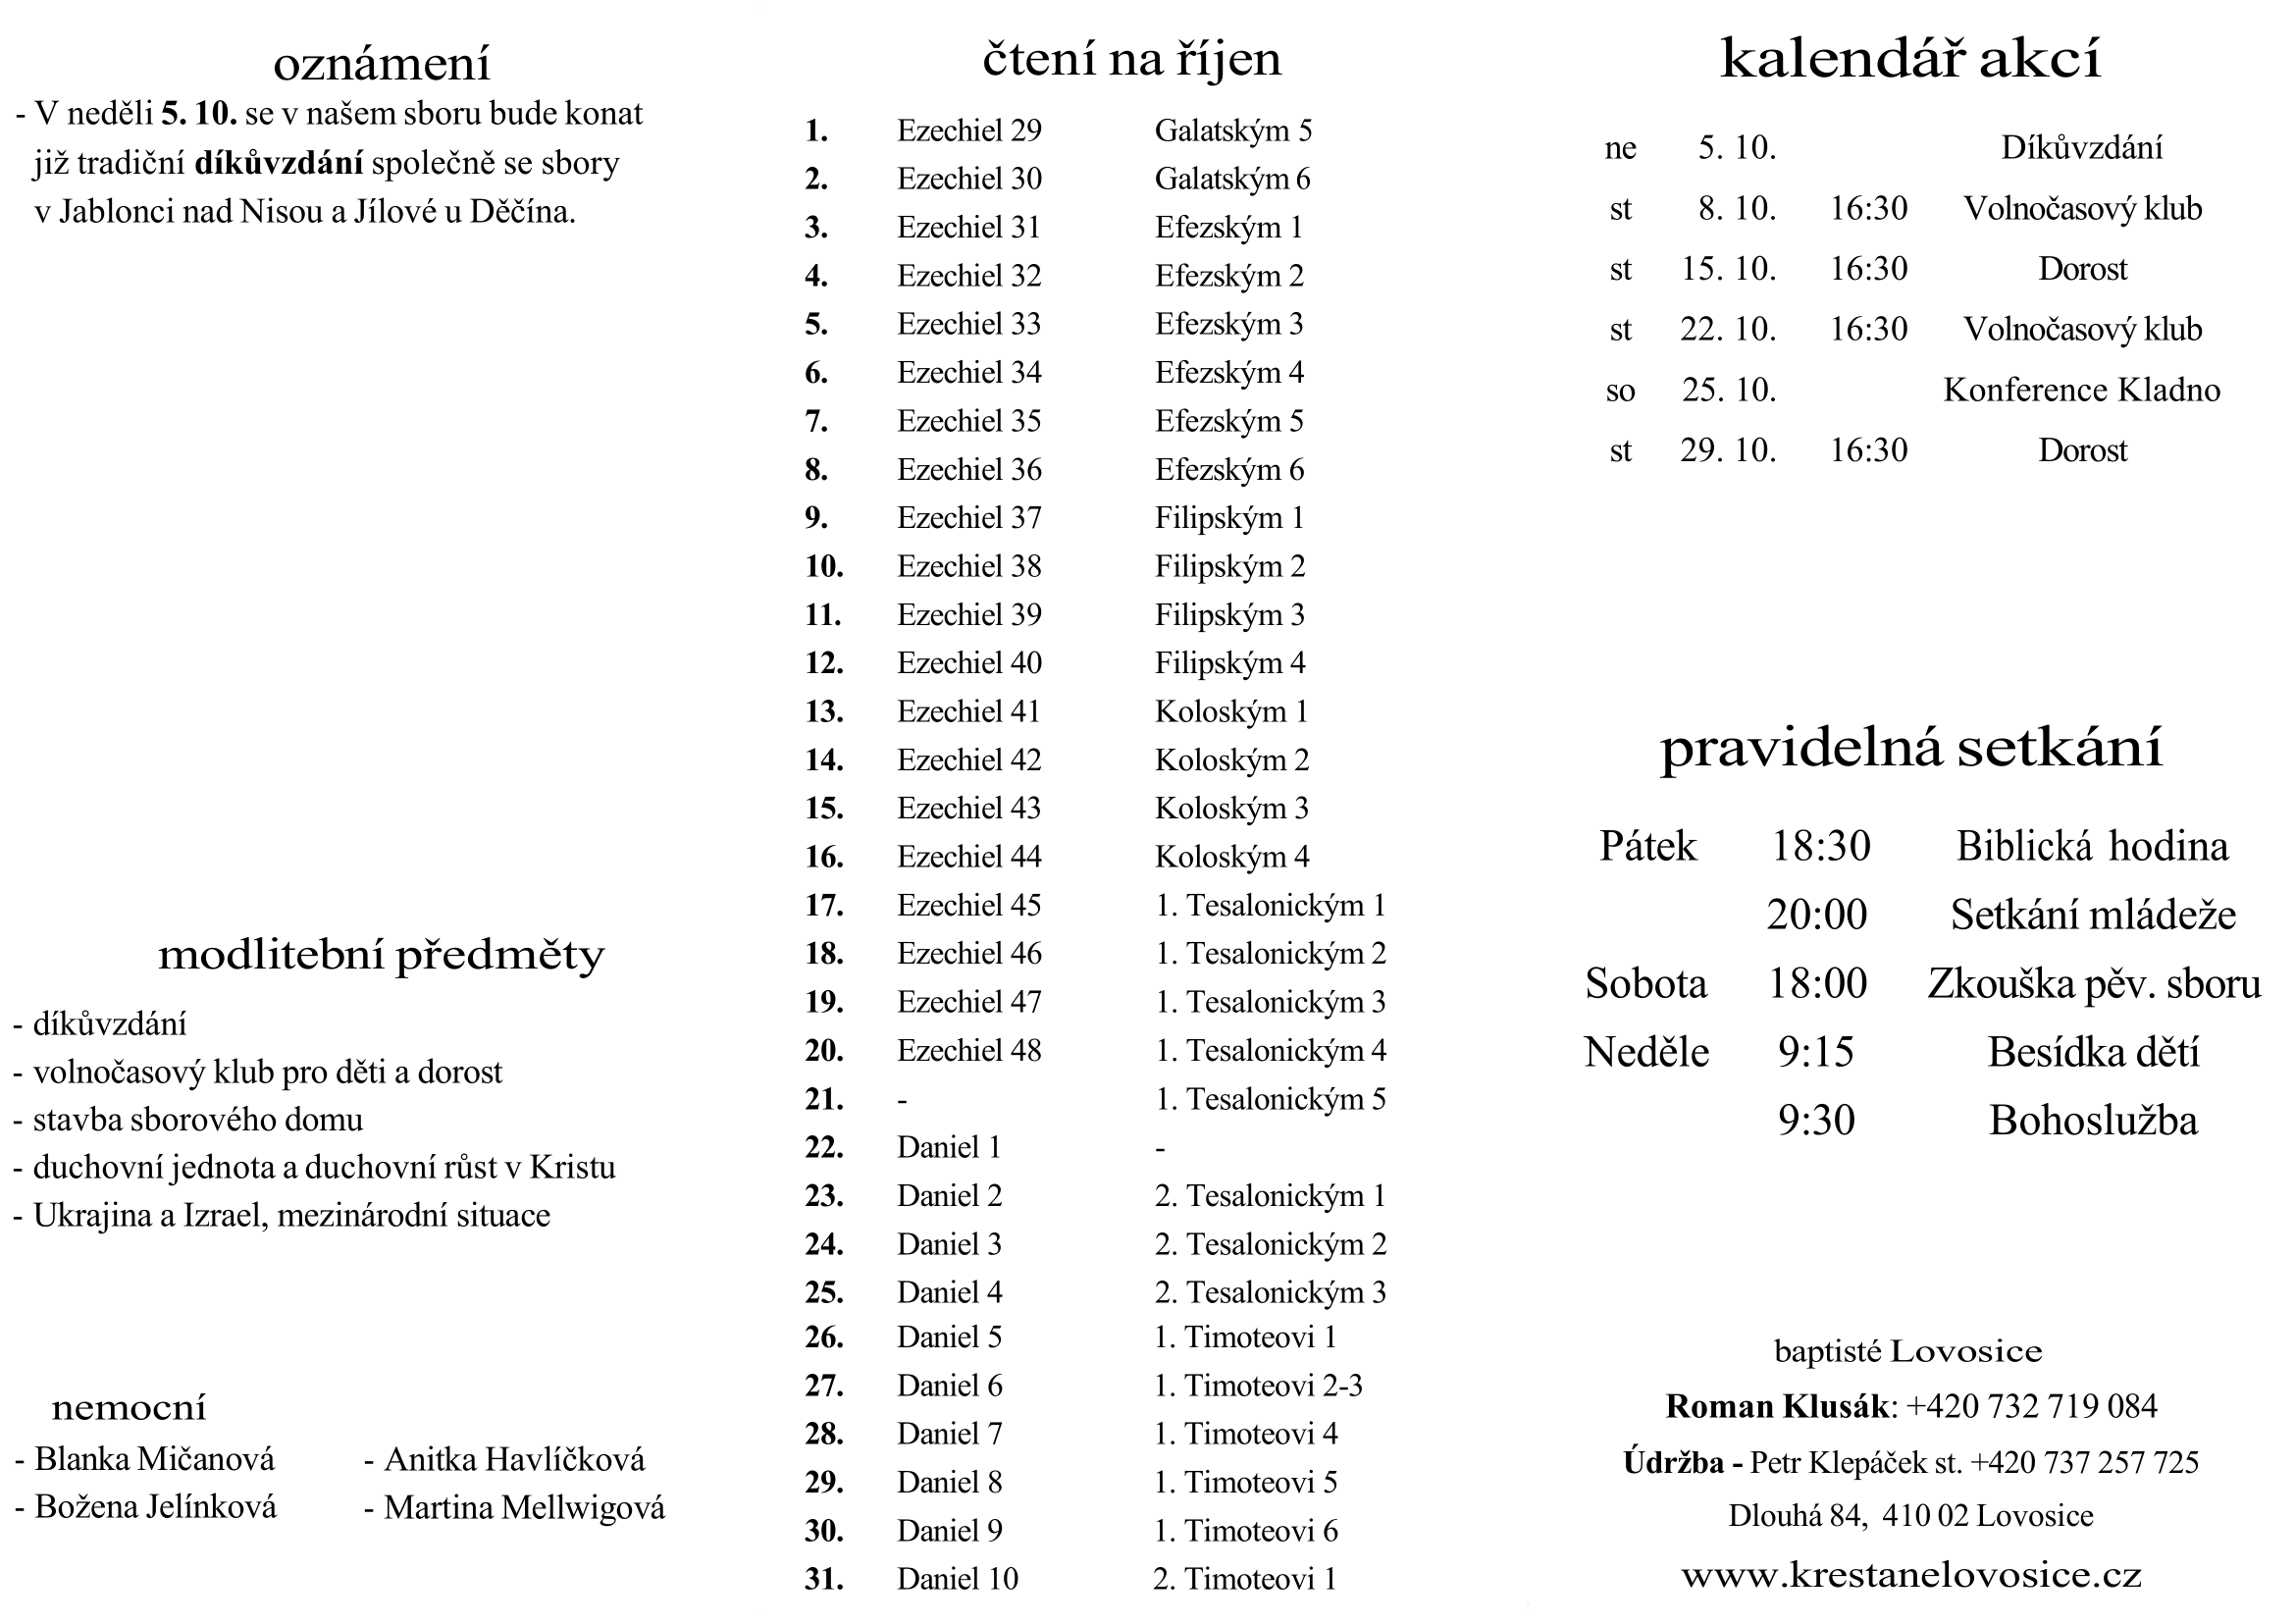 oznámení
- V neděli 5. 10. se v našem sboru bude konat
již tradiční díkůvzdání společně se sbory
v Jablonci nad Nisou a Jílové u Děčína.
modlitební předměty
- díkůvzdání
- volnočasový klub pro děti a dorost
- stavba sborového domu
- duchovní jednota a duchovní růst v Kristu
- Ukrajina a Izrael, mezinárodní situace
nemocní
- Blanka Mičanová - Anitka Havlíčková
- Božena Jelínková - Martina Mellwigová
čtení na říjen
1. Ezechiel 29 Galatským 5
2. Ezechiel 30 Galatským 6
3. Ezechiel 31 Efezským 1
4. Ezechiel 32 Efezským 2
5. Ezechiel 33 Efezským 3
6. Ezechiel 34 Efezským 4
7. Ezechiel 35 Efezským 5
8. Ezechiel 36 Efezským 6
9. Ezechiel 37 Filipským 1
10. Ezechiel 38 Filipským 2
11. Ezechiel 39 Filipským 3
12. Ezechiel 40 Filipským 4
13. Ezechiel 41 Koloským 1
14. Ezechiel 42 Koloským 2
15. Ezechiel 43 Koloským 3
16. Ezechiel 44 Koloským 4
17. Ezechiel 45 1. Tesalonickým 1
18. Ezechiel 46 1. Tesalonickým 2
19. Ezechiel 47 1. Tesalonickým 3
20. Ezechiel 48 1. Tesalonickým 4
21. - 1. Tesalonickým 5
22. Daniel 1 -
23. Daniel 2 2. Tesalonickým 1
24. Daniel 3 2. Tesalonickým 2
25. Daniel 4 2. Tesalonickým 3
26. Daniel 5 1. Timoteovi 1
27. Daniel 6 1. Timoteovi 2-3
28. Daniel 7 1. Timoteovi 4
29. Daniel 8 1. Timoteovi 5
30. Daniel 9 1. Timoteovi 6
31. Daniel 10 2. Timoteovi 1
kalendář akcí
ne 5. 10. Díkůvzdání
st 8. 10. 16:30 Volnočasový klub
st 15. 10. 16:30 Dorost
st 22. 10. 16:30 Volnočasový klub
so 25. 10. Konference Kladno
st 29. 10. 16:30 Dorost
pravidelná setkání
Pátek 18:30 Biblická hodina
20:00 Setkání mládeže
Sobota 18:00 Zkouška pěv. sboru
Neděle 9:15 Besídka dětí
9:30 Bohoslužba
baptisté Lovosice
Roman Klusák: +420 732 719 084
Údržba - Petr Klepáček st. +420 737 257 725
Dlouhá 84, 410 02 Lovosice
www.krestanelovosice.cz